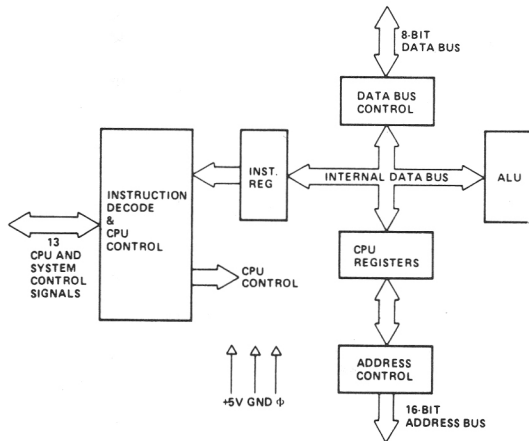 8-BIT
DATA BUS
DATA BUS
CONTROL
INSTRUCTION
DECODE
&
CPU
CONTROL
INST.
REG
INTERNAL DATA BUS
ALU
13
CPU AND
SYSTEM
CONTROL
SIGNALS
CPU
REGISTERS
CPU
CONTROL
ADDRESS
CONTROL
+5V GND Φ
16-BIT
ADDRESS BUS